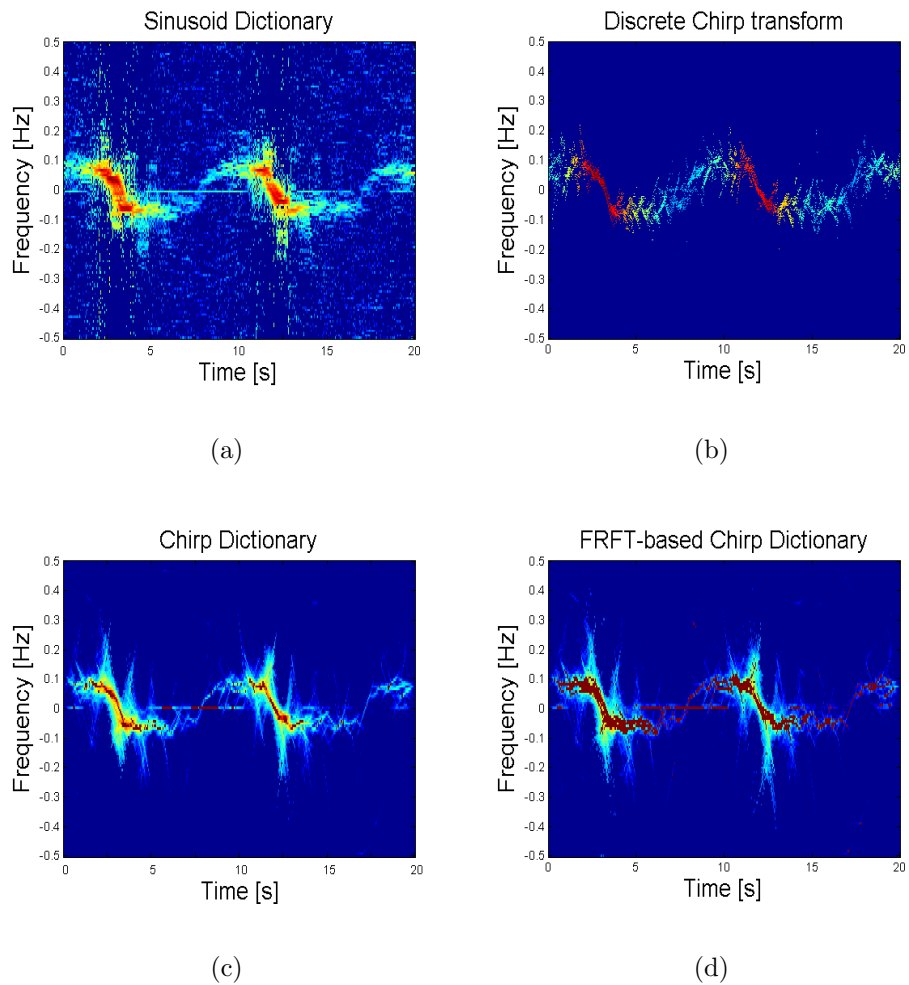 Sinusoid Dictionary
Frequency [Hz]
0.5
0.4
0.3
0.2
0.1
0
-0.1
-0.2
-0.3
-0.4
-0.5
0 5 10 15 20
Time [s]
(a)
Discrete Chirp transform
Frequency [Hz]
0.5
0.4
0.3
0.2
0.1
0
-0.1
-0.2
-0.3
-0.4
-0.5
0 5 10 15 20
Time [s]
(b)
Chirp Dictionary
Frequency [Hz]
0.5
0.4
0.3
0.2
0.1
0
-0.1
-0.2
-0.3
-0.4
-0.5
0 5 10 15 20
Time [s]
(c)
FRFT-based Chirp Dictionary
Frequency [Hz]
0.5
0.4
0.3
0.2
0.1
0
-0.1
-0.2
-0.3
-0.4
-0.5
0 5 10 15 20
Time [s]
(d)